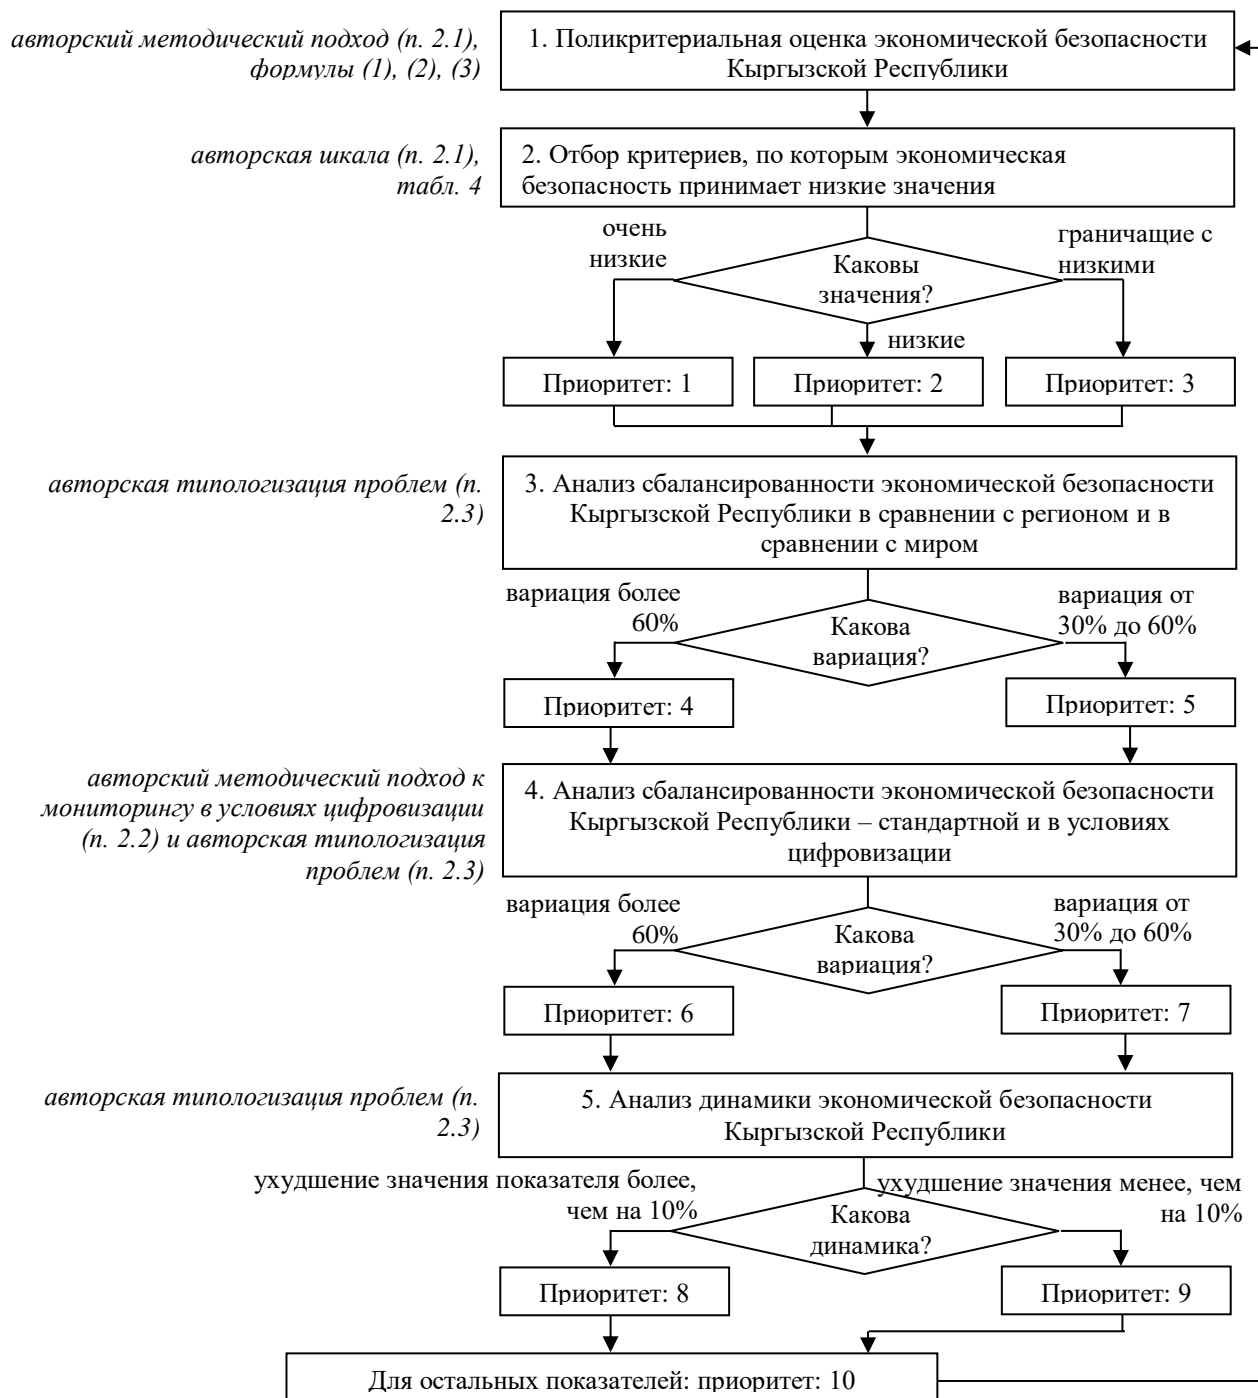 авторский методический подход (п. 2.1),
формулы (1), (2), (3)
1. Поликритериальная оценка экономической безопасности
Кыргызской Республики
авторская шкала (п. 2.1),
табл. 4
2. Отбор критериев, по которым экономическая
безопасность принимает низкие значения
очень
низкие
Каковы
значения?
граничащие с
низкими
низкие
Приоритет: 1
Приоритет: 2
Приоритет: 3
авторская типологизация проблем (п.
2.3)
3. Анализ сбалансированности экономической безопасности
Кыргызской Республики в сравнении с регионом и в
сравнении с миром
вариация более
60%
Какова
вариация?
вариация от
30% до 60%
Приоритет: 4
Приоритет: 5
авторский методический подход к
мониторингу в условиях цифровизации
(п. 2.2) и авторская типологизация
проблем (п. 2.3)
4. Анализ сбалансированности экономической безопасности
Кыргызской Республики – стандартной и в условиях
цифровизации
вариация более
60%
Какова
вариация?
вариация от
30% до 60%
Приоритет: 6
Приоритет: 7
авторская типологизация проблем (п.
2.3)
5. Анализ динамики экономической безопасности
Кыргызской Республики
ухудшение значения показателя более,
чем на 10%
Какова
динамика?
ухудшение значения менее, чем
на 10%
Приоритет: 8
Приоритет: 9
Для остальных показателей: приоритет: 10